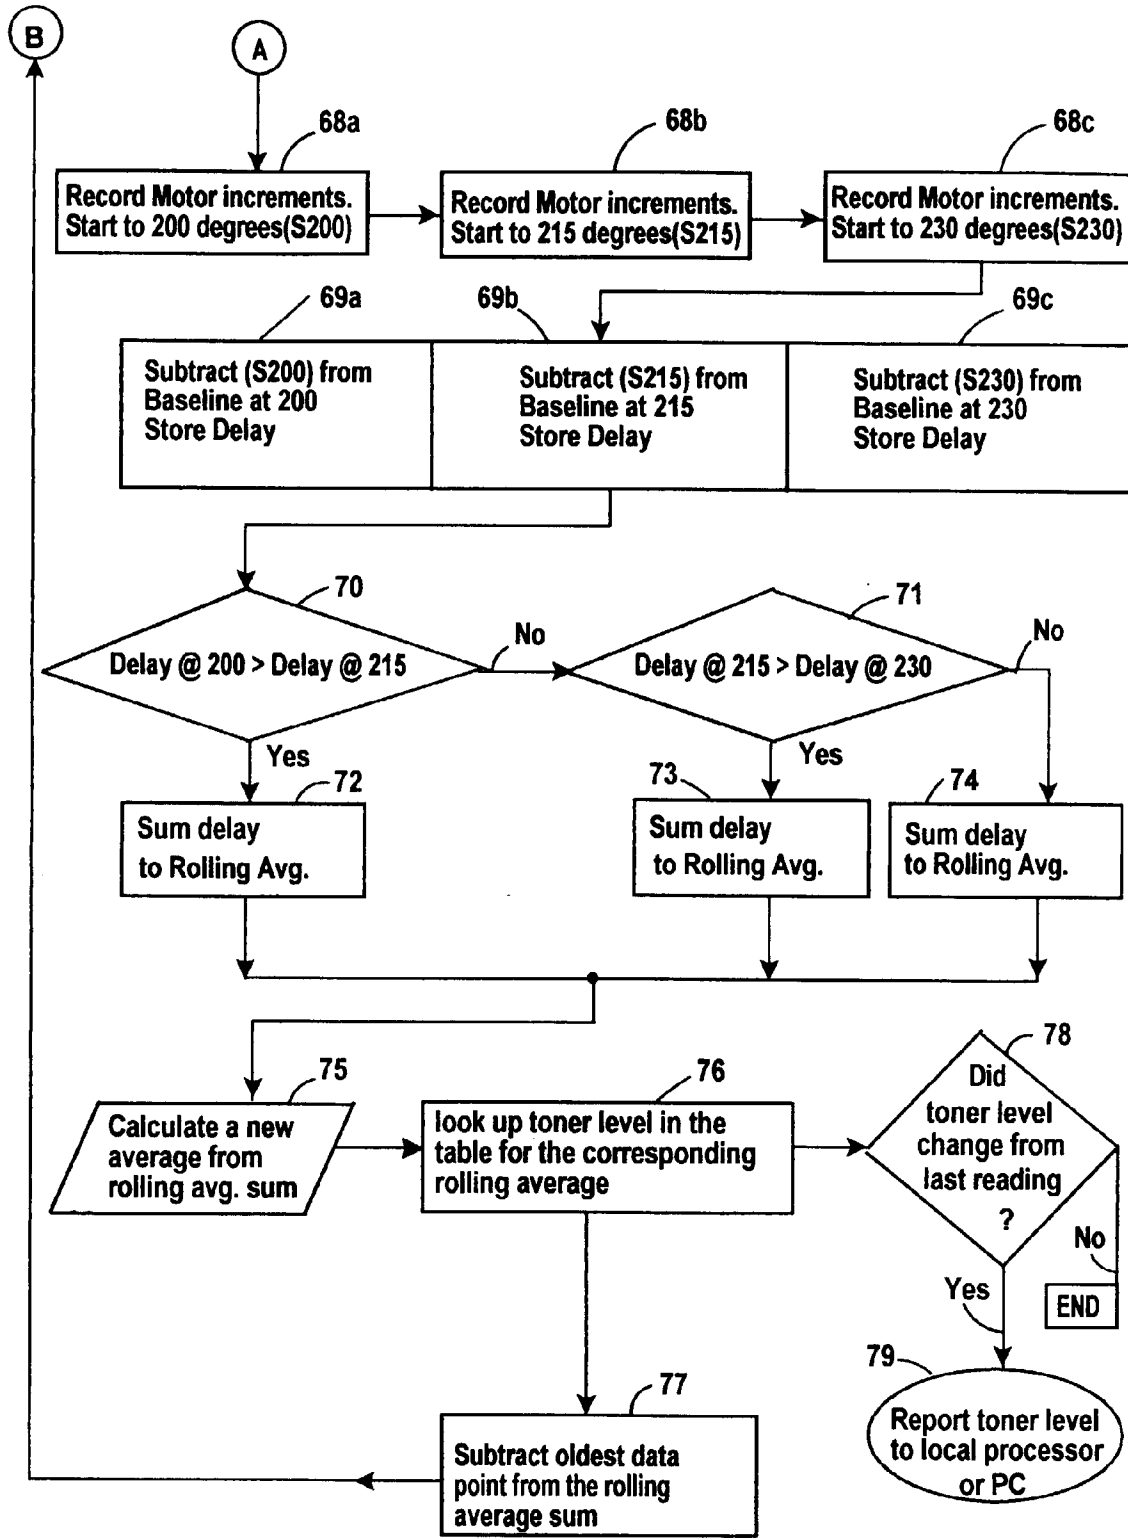 B
A
68a
68b
68c
Record Motor increments.
Start to 200 degrees(S200)
Record Motor increments.
Start to 215 degrees(S215)
Record Motor increments.
Start to 230 degrees(S230)
69a
69b
69c
Subtract (S200) from
Baseline at 200
Store Delay
Subtract (S215) from
Baseline at 215
Store Delay
Subtract (S230) from
Baseline at 230
Store Delay
70
71
Delay @ 200 > Delay @ 215
No
Delay @ 215 > Delay @ 230
No
Yes
Yes
72
73
74
Sum delay
to Rolling Avg.
Sum delay
to Rolling Avg.
Sum delay
to Rolling Avg.
75
76
78
Calculate a new
average from
rolling avg. sum
look up toner level in the
table for the corresponding
rolling average
Did
toner level
change from
last reading
?
No
Yes
END
77
79
Subtract oldest data
point from the rolling
average sum
Report toner level
to local processor
or PC